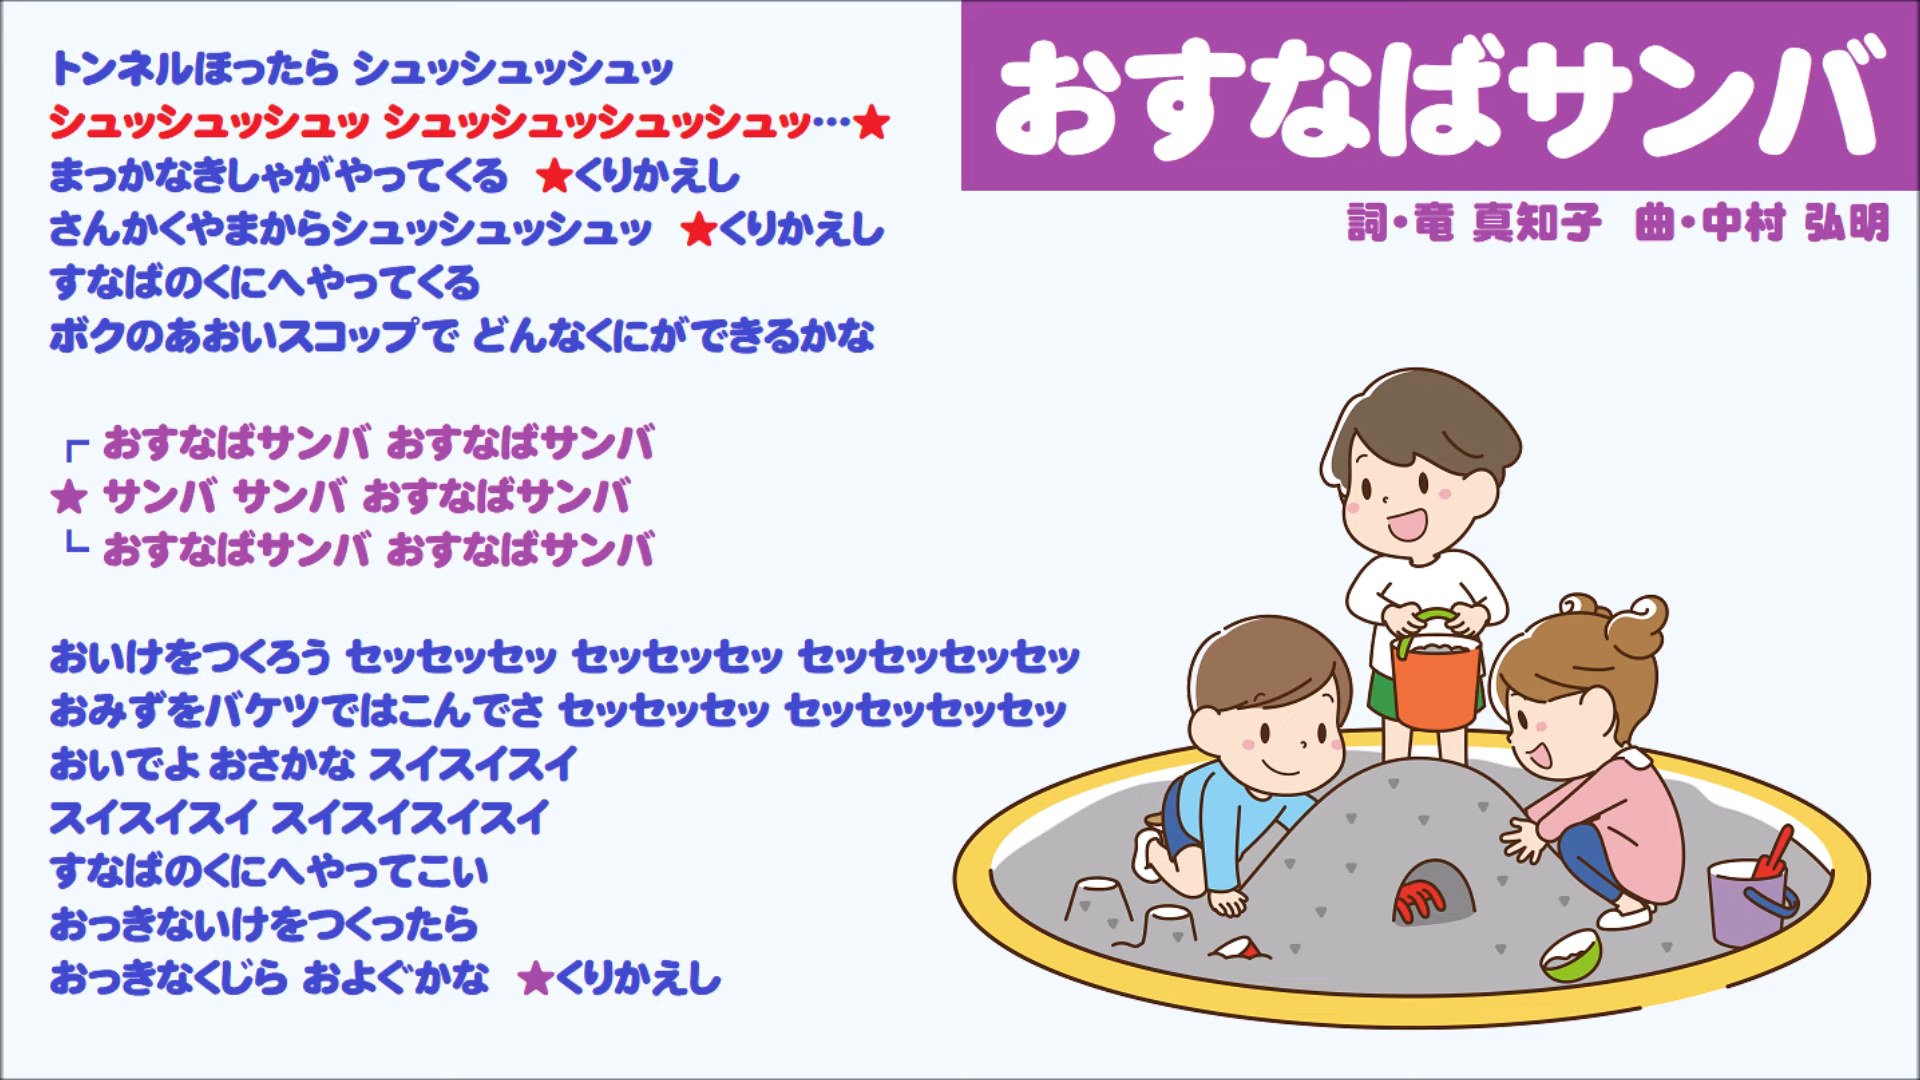 おすなばサンバ
詞・竜 真知子 曲・中村 弘明
トンネルほったら シュッシュッシュッ
シュッシュッシュッ シュッシュッシュッシュッ…★
まっかなきしゃがやってくる ★くりかえし
さんかくやまからシュッシュッシュッ ★くりかえし
すなばのくにへやってくる
ボクのあおいスコップで どんなくにができるかな
┌ おすなばサンバ おすなばサンバ
★ サンバ サンバ おすなばサンバ
└ おすなばサンバ おすなばサンバ
おいけをつくろう セッセッセッ セッセッセッ セッセッセッセッ
おみずをバケツではこんでさ セッセッセッ セッセッセッセッ
おいでよ おさかな スイスイスイ
スイスイスイ スイスイスイスイ
すなばのくにへやってこい
おっきないけをつくったら
おっきなくじら およぐかな ★くりかえし